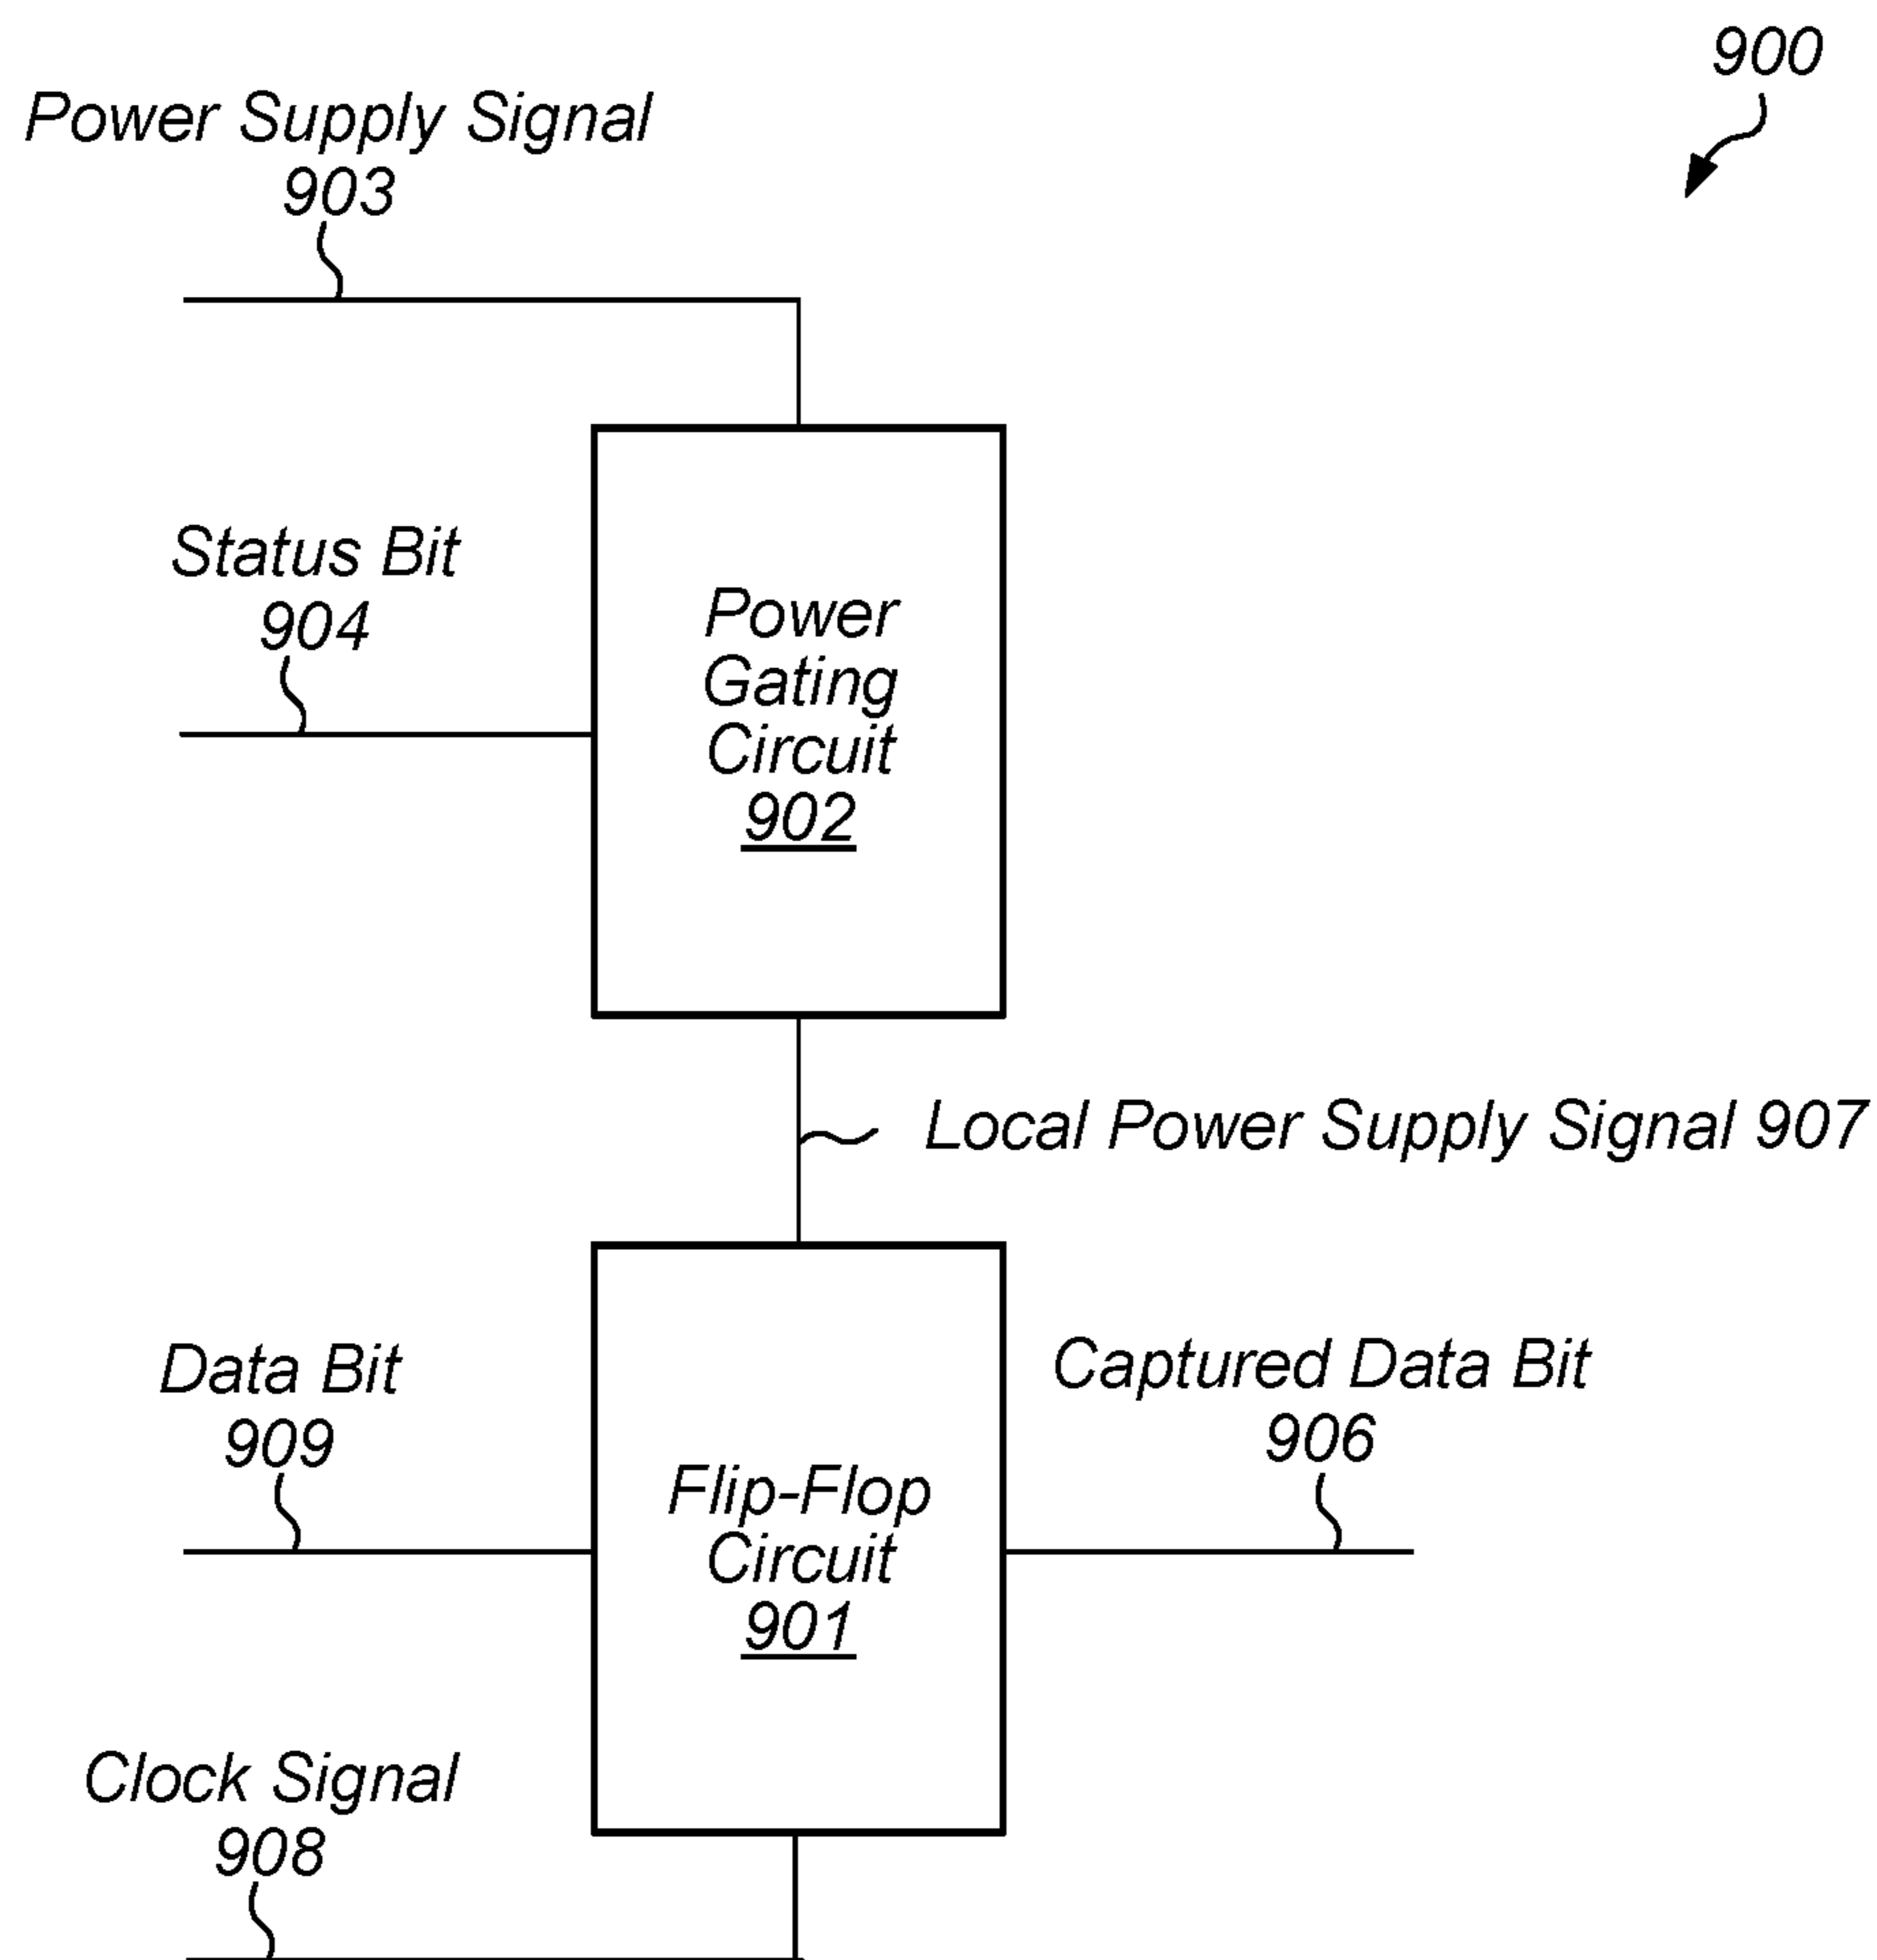 900
Power Supply Signal
903
Status Bit
904
Power
Gating
Circuit
902
Local Power Supply Signal 907
Data Bit
909
Captured Data Bit
906
Flip-Flop
Circuit
901
Clock Signal
908